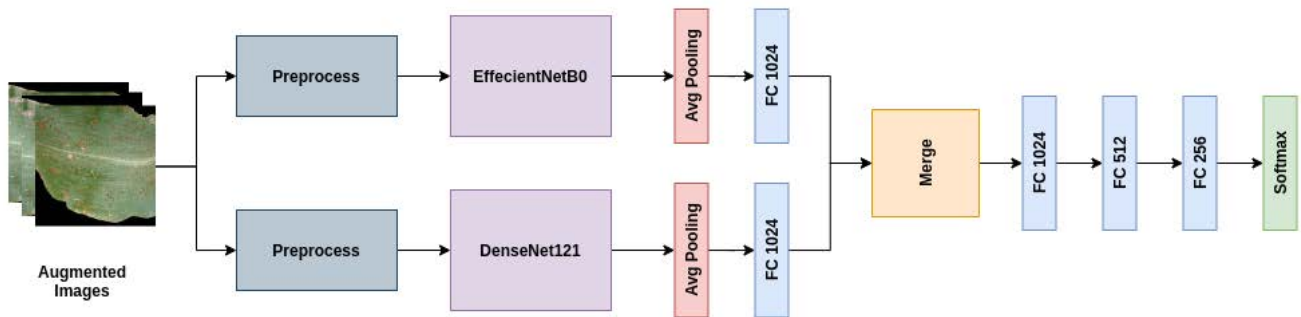 Preprocess
EffecientNetB0
Avg Pooling
FC 1024
Augmented
Images
Preprocess
DenseNet121
Avg Pooling
FC 1024
Merge
FC 1024
FC 512
FC 256
Softmax